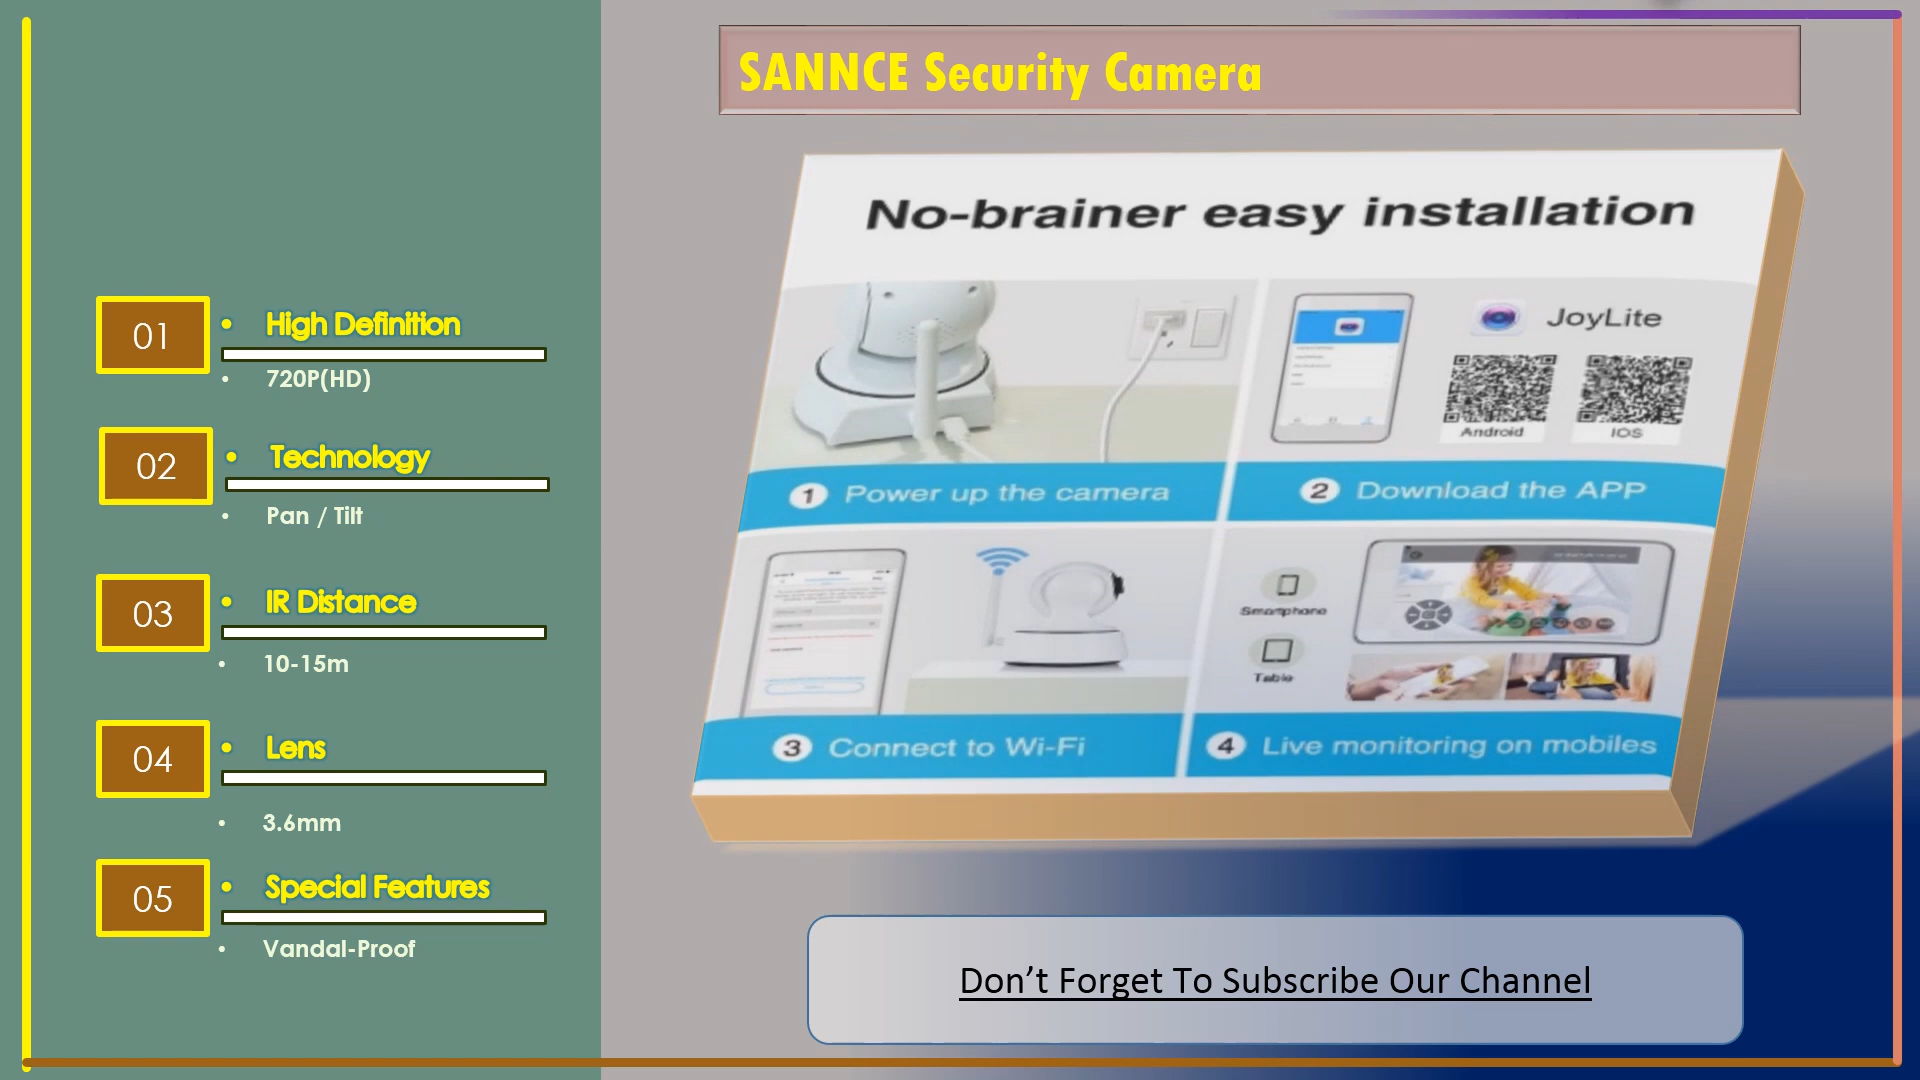 SANNCE Security Camera
01
• High Definition
• 720P(HD)
02
• Technology
• Pan / Tilt
03
• IR Distance
• 10-15m
04
• Lens
• 3.6mm
05
• Special Features
• Vandal-Proof
No-brainer easy installation
JoyLite
Android
IOS
1 Power up the camera
2 Download the APP
Smartphone
Table
3 Connect to Wi-Fi
4 Live monitoring on mobiles
Don’t Forget To Subscribe Our Channel